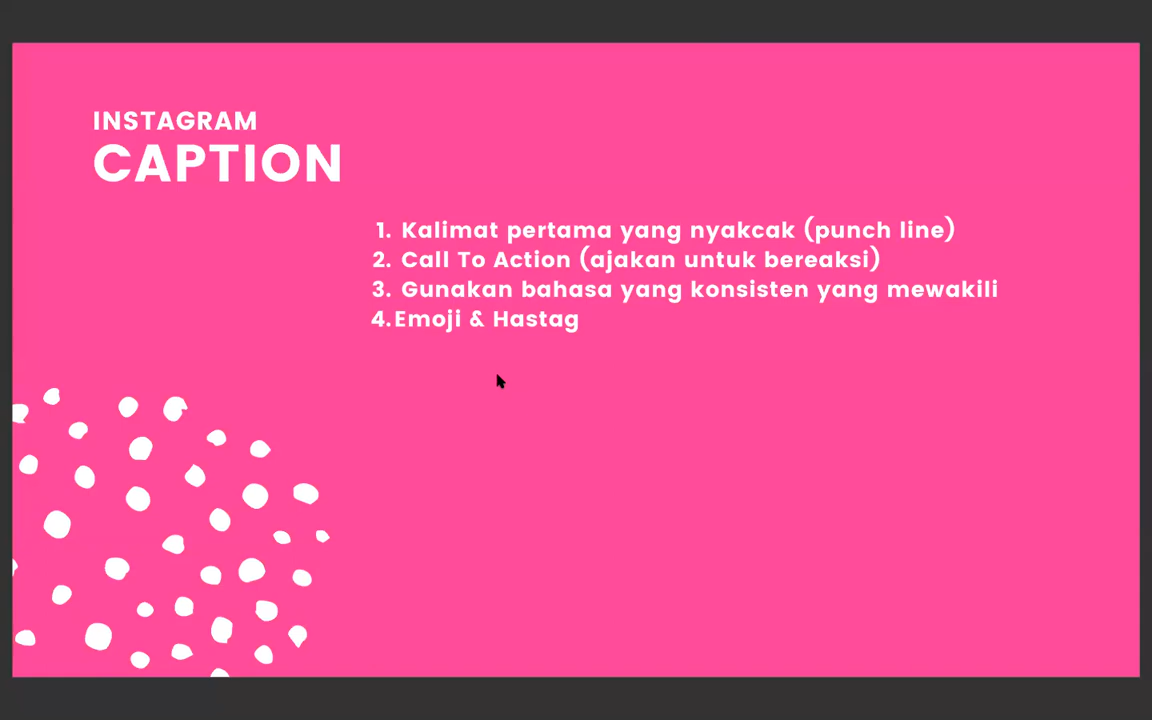 INSTAGRAM
CAPTION
1. Kalimat pertama yang nyakcak (punch line)
2. Call To Action (ajakan untuk bereaksi)
3. Gunakan bahasa yang konsisten yang mewakili
4.Emoji & Hastag